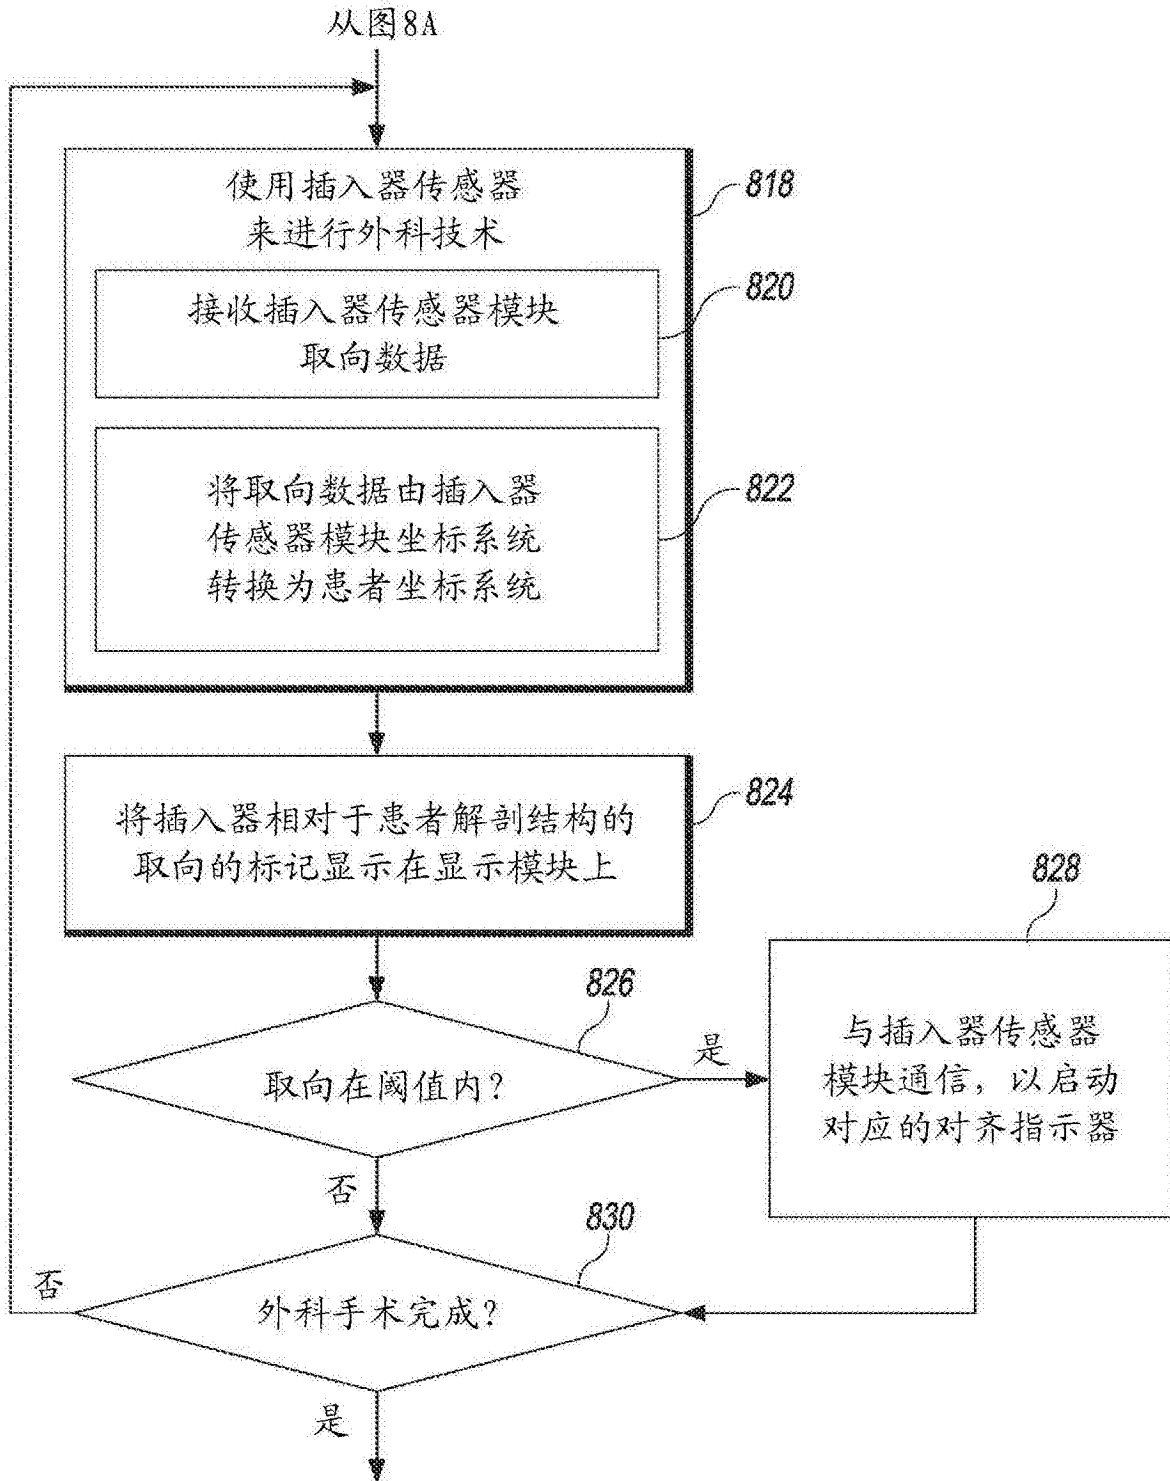 从图8A
使用插入器传感器
来进行外科技术
818
接收插入器传感器模块
取向数据
820
将取向数据由插入器
传感器模块坐标系统
转换为患者坐标系统
822
将插入器相对于患者解剖结构的
取向的标记显示在显示模块上
824
取向在阈值内?
826
是
828
与插入器传感器
模块通信，以启动
对应的对齐指示器
否
830
外科手术完成?
否
是